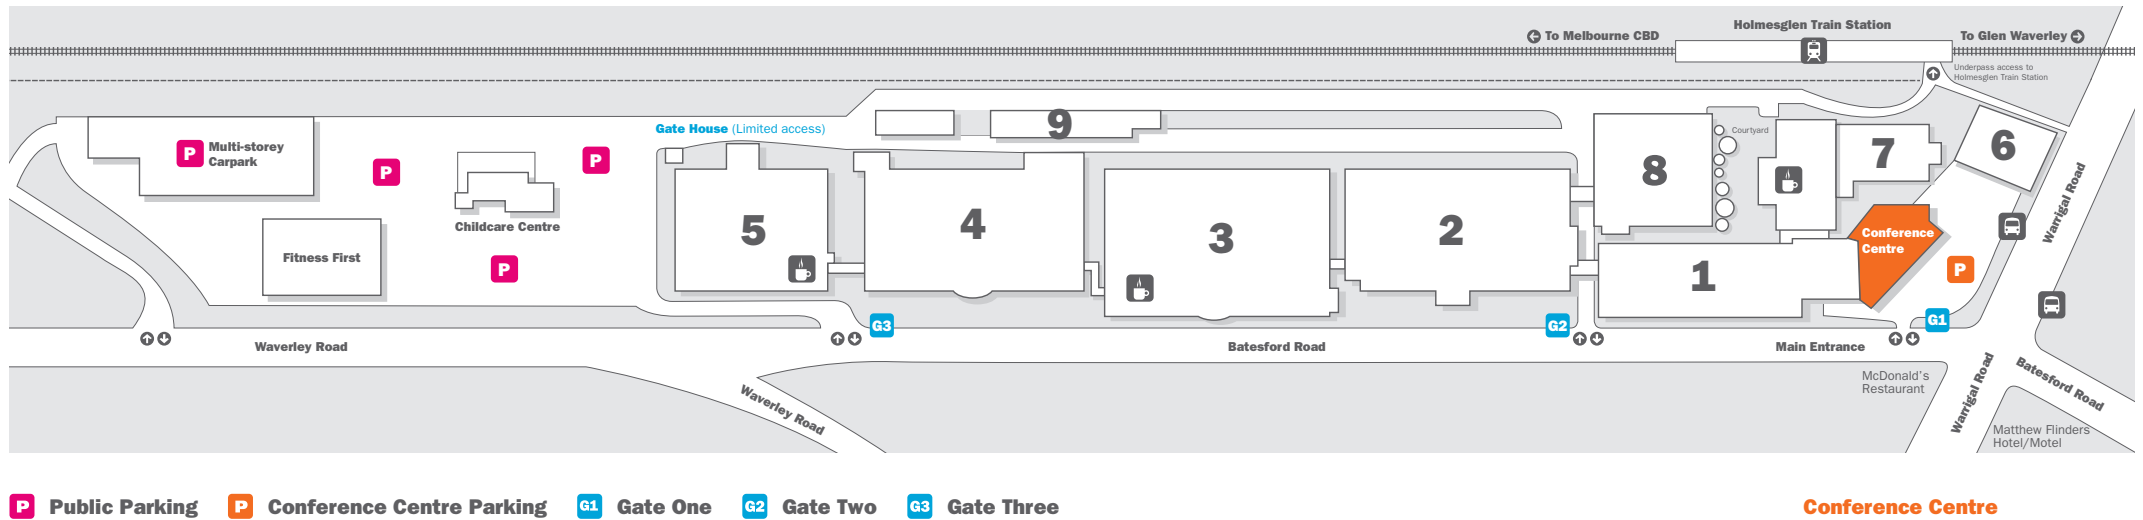 Holmesglen Train Station
To Melbourne CBD
To Glen Waverley
Underpass access to
Holmesglen Train Station
P
Multi-storey
Carpark
P
P
Gate House (Limited access)
9
8
Courtyard
7
6
Childcare Centre
Fitness First
P
5
4
3
2
1
Conference
Centre
P
Warrigal Road
G3
G2
G1
Waverley Road
Batesford Road
Main Entrance
Waverley Road
McDonald's
Restaurant
Warrigal Road
Batesford Road
Matthew Flinders
Hotel/Motel
P Public Parking
P Conference Centre Parking
G1 Gate One
G2 Gate Two
G3 Gate Three
Conference Centre